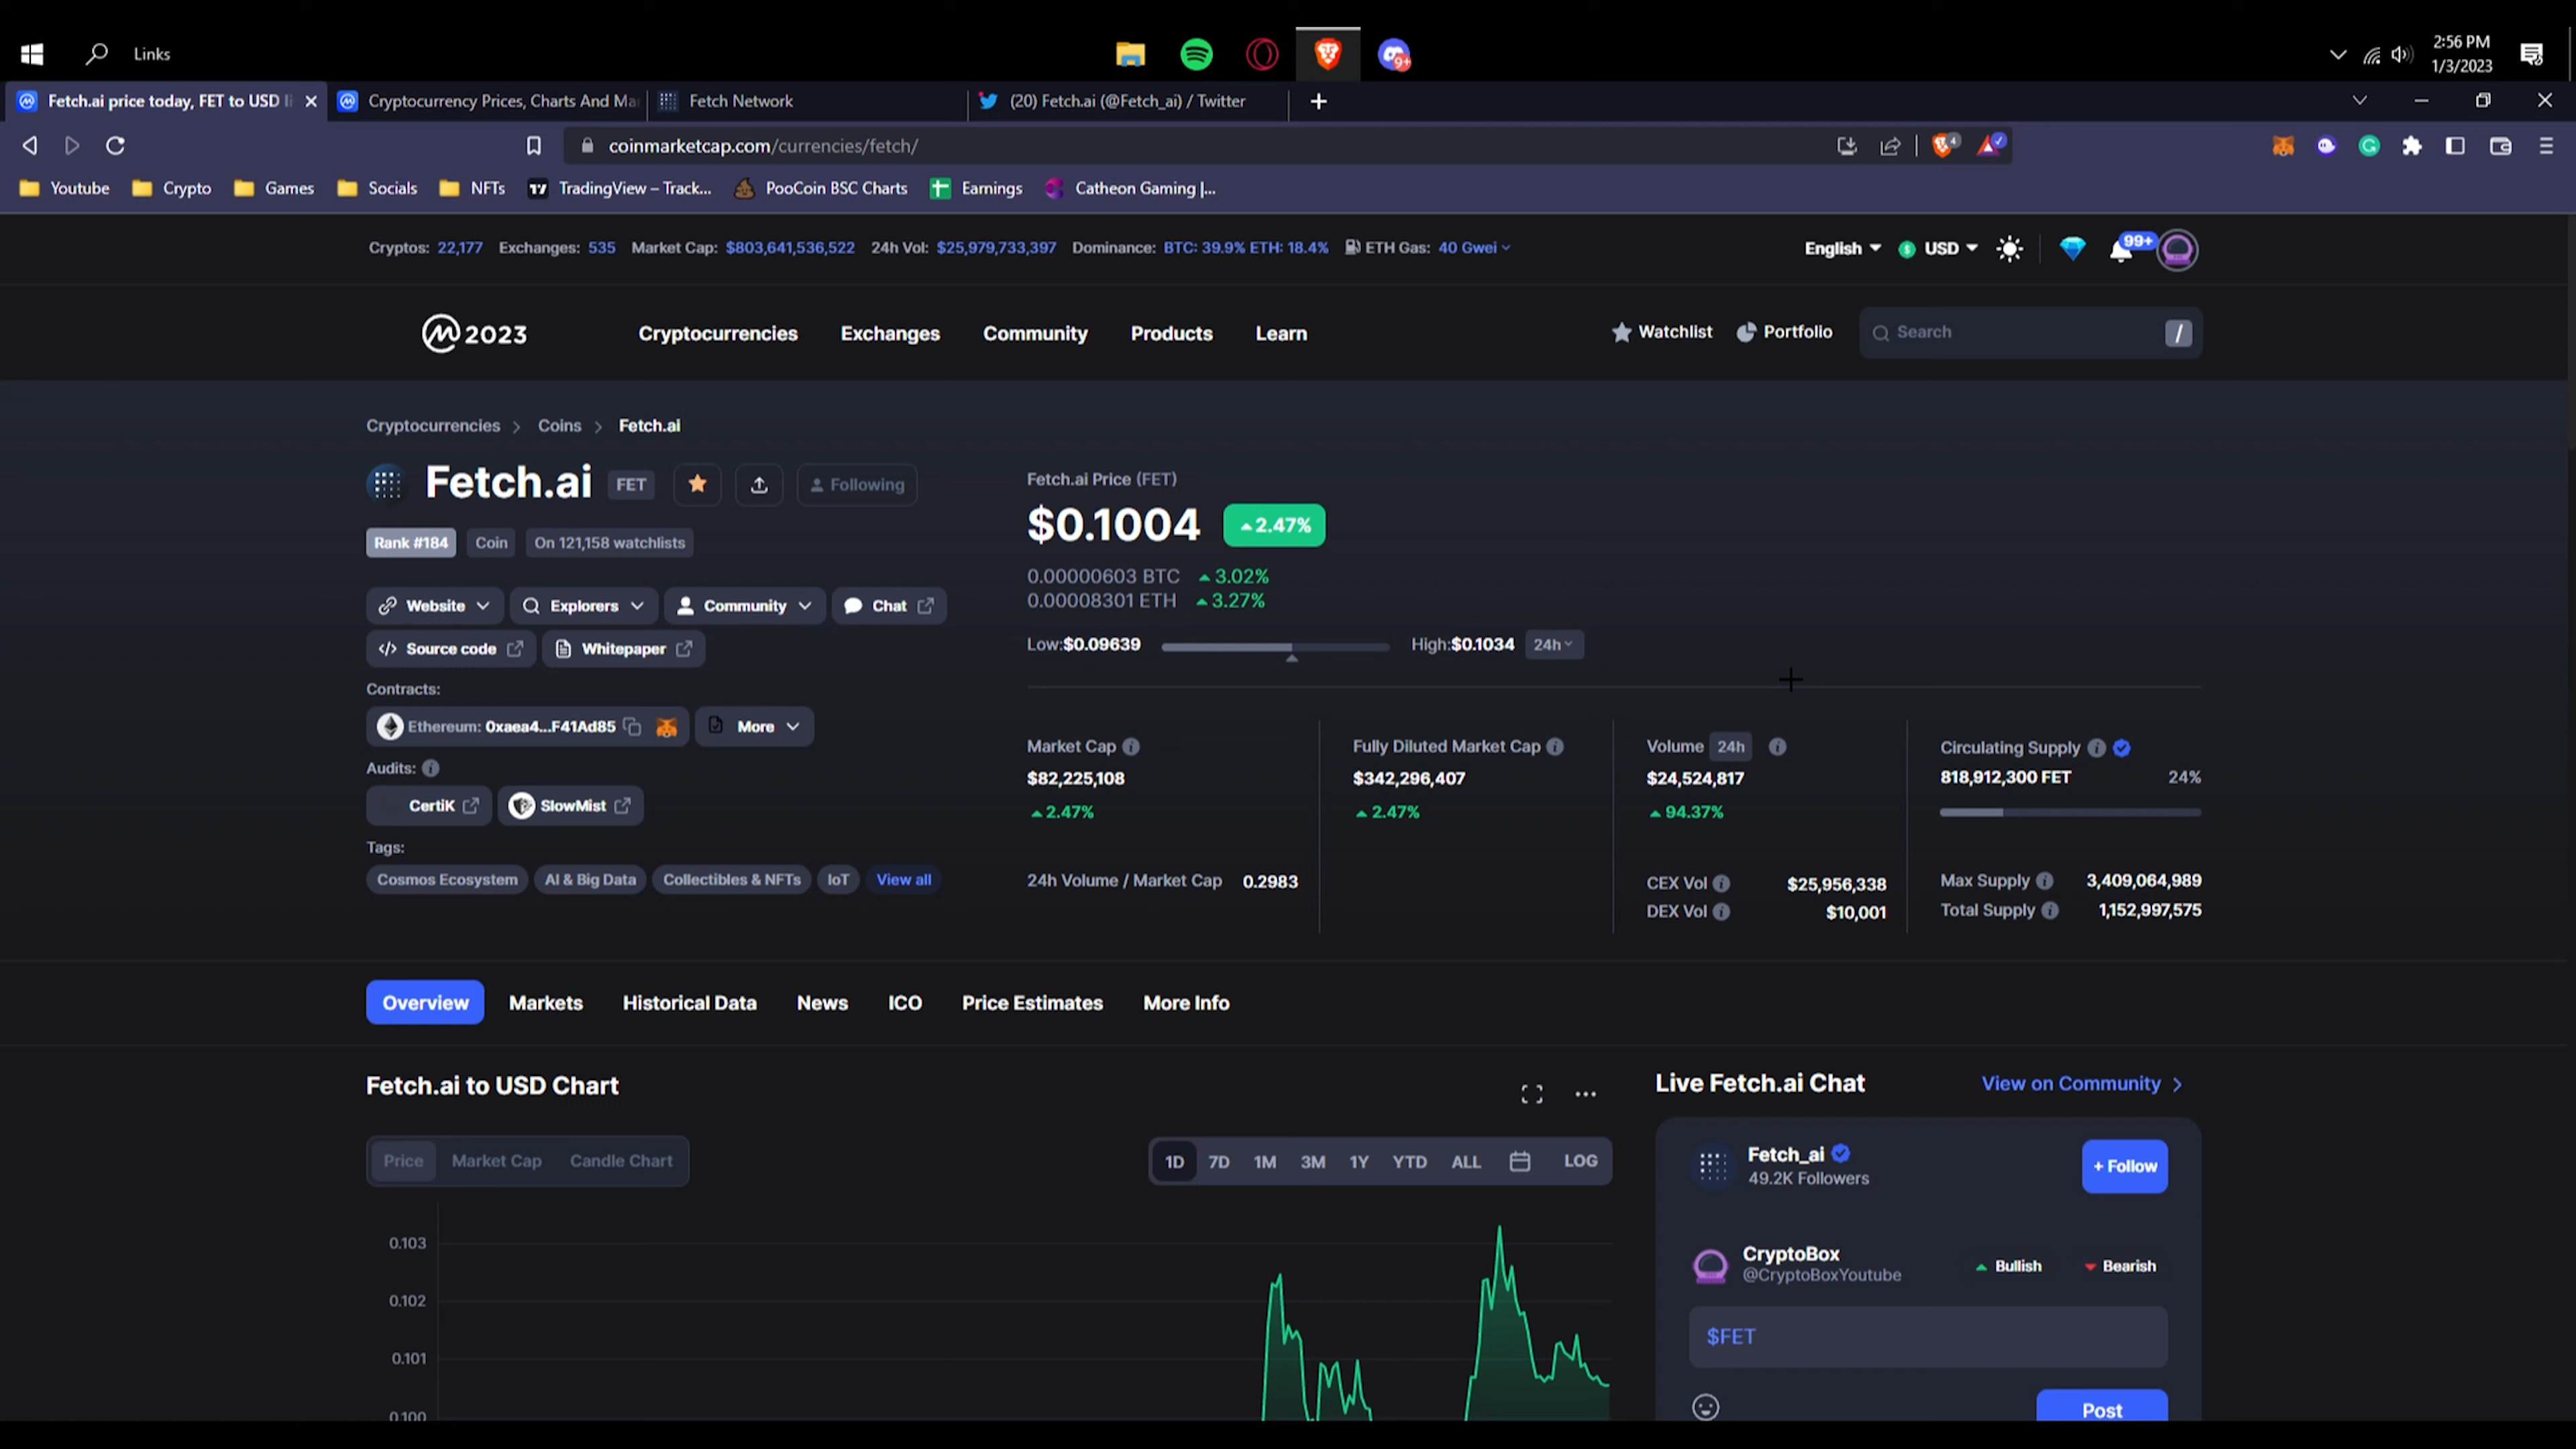 Links
2:56 PM
1/3/2023
Fetch.ai price today, FET to USD li
Cryptocurrency Prices, Charts And Mar
Fetch Network
(20) Fetch.ai (@Fetch_ai) / Twitter
coinmarketcap.com/currencies/fetch/
4
Youtube Crypto Games Socials NFTs TradingView – Track... PooCoin BSC Charts Earnings Catheon Gaming |...
Cryptos: 22,177 Exchanges: 535 Market Cap: $803,641,536,522 24h Vol: $25,979,733,397 Dominance: BTC: 39.9% ETH: 18.4% ETH Gas: 40 Gwei
English USD 99+
2023 Cryptocurrencies Exchanges Community Products Learn Watchlist Portfolio Search /
Cryptocurrencies > Coins > Fetch.ai
Fetch.ai FET Following
Rank #184 Coin On 121,158 watchlists
Website Explorers Community Chat
Source code Whitepaper
Contracts:
Ethereum: 0xaea4...F41Ad85 More
Audits:
CertiK SlowMist
Tags:
Cosmos Ecosystem AI & Big Data Collectibles & NFTs IoT View all
Fetch.ai Price (FET)
$0.1004 2.47%
0.00000603 BTC 3.02%
0.00008301 ETH 3.27%
Low:$0.09639 High:$0.1034 24h
Market Cap
$82,225,108
2.47%
24h Volume / Market Cap 0.2983
Fully Diluted Market Cap
$342,296,407
2.47%
Volume 24h
$24,524,817
94.37%
CEX Vol $25,956,338
DEX Vol $10,001
Circulating Supply
818,912,300 FET 24%
Max Supply 3,409,064,989
Total Supply 1,152,997,575
Overview Markets Historical Data News ICO Price Estimates More Info
Fetch.ai to USD Chart
Price Market Cap Candle Chart
1D 7D 1M 3M 1Y YTD ALL LOG
0.103
0.102
0.101
0.100
Live Fetch.ai Chat View on Community >
Fetch_ai
49.2K Followers
+ Follow
CryptoBox
@CryptoBoxYoutube
Bullish Bearish
$FET
Post